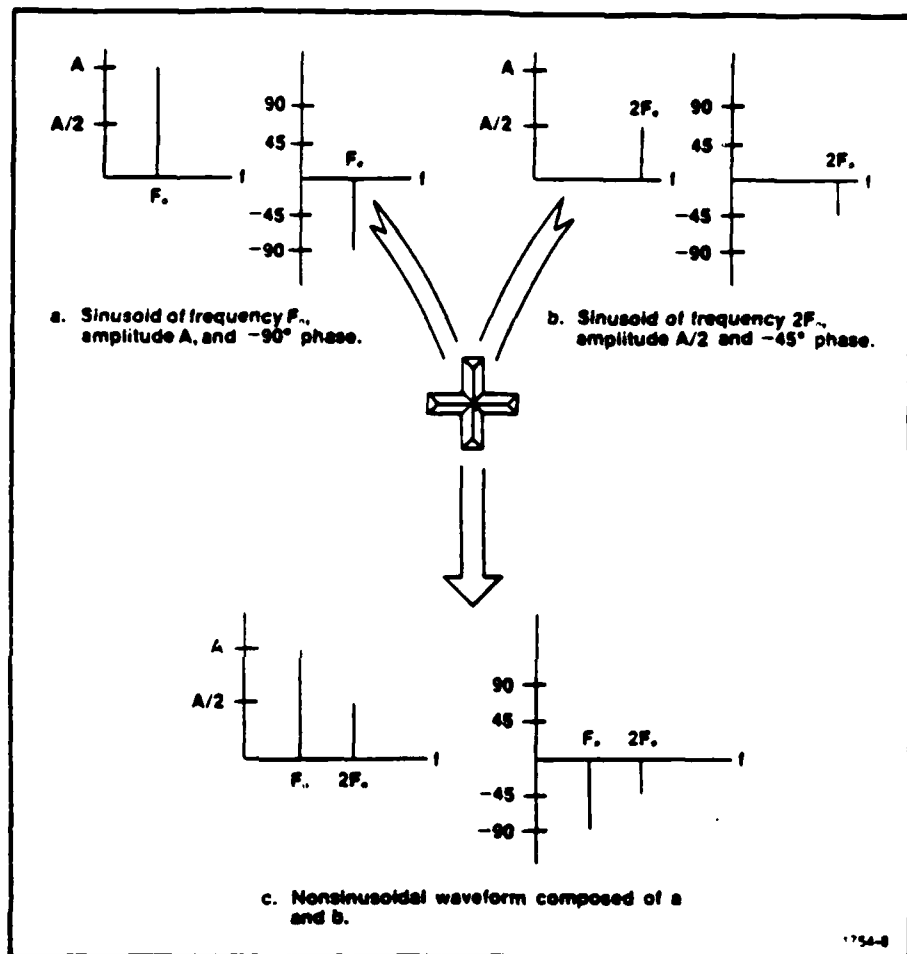 A
A/2
f
F₀
90
45
F₀
f
-45
-90
a. Sinusoid of frequency F₀, amplitude A, and -90° phase.
A
A/2
2F₀
f
90
45
2F₀
f
-45
-90
b. Sinusoid of frequency 2F₀, amplitude A/2 and -45° phase.
A
A/2
f
F₀
2F₀
90
45
F₀
2F₀
f
-45
-90
c. Nonsinusoidal waveform composed of a
and b.
1754-8